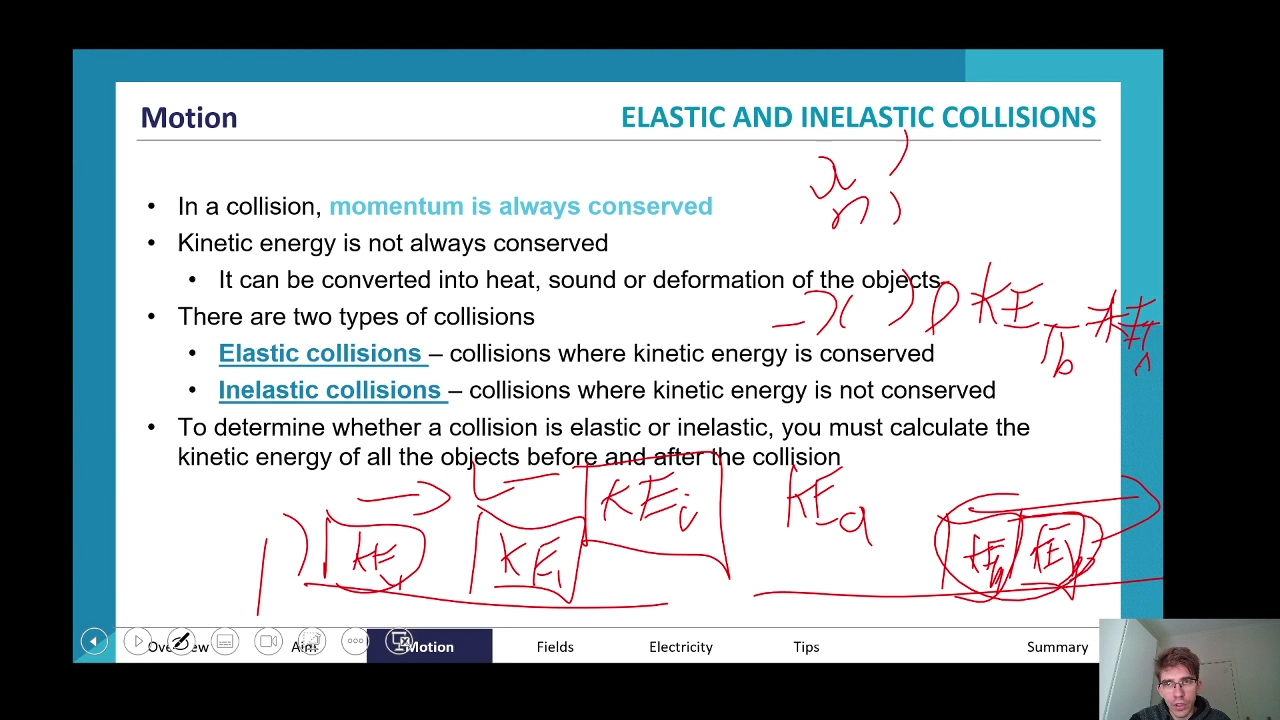 Motion
ELASTIC AND INELASTIC COLLISIONS
• In a collision, momentum is always conserved
• Kinetic energy is not always conserved
• It can be converted into heat, sound or deformation of the objects
• There are two types of collisions
• Elastic collisions – collisions where kinetic energy is conserved
• Inelastic collisions – collisions where kinetic energy is not conserved
• To determine whether a collision is elastic or inelastic, you must calculate the
kinetic energy of all the objects before and after the collision
KE
KEi
KEa
KE
KE
Overview Aim Motion Fields Electricity Tips Summary